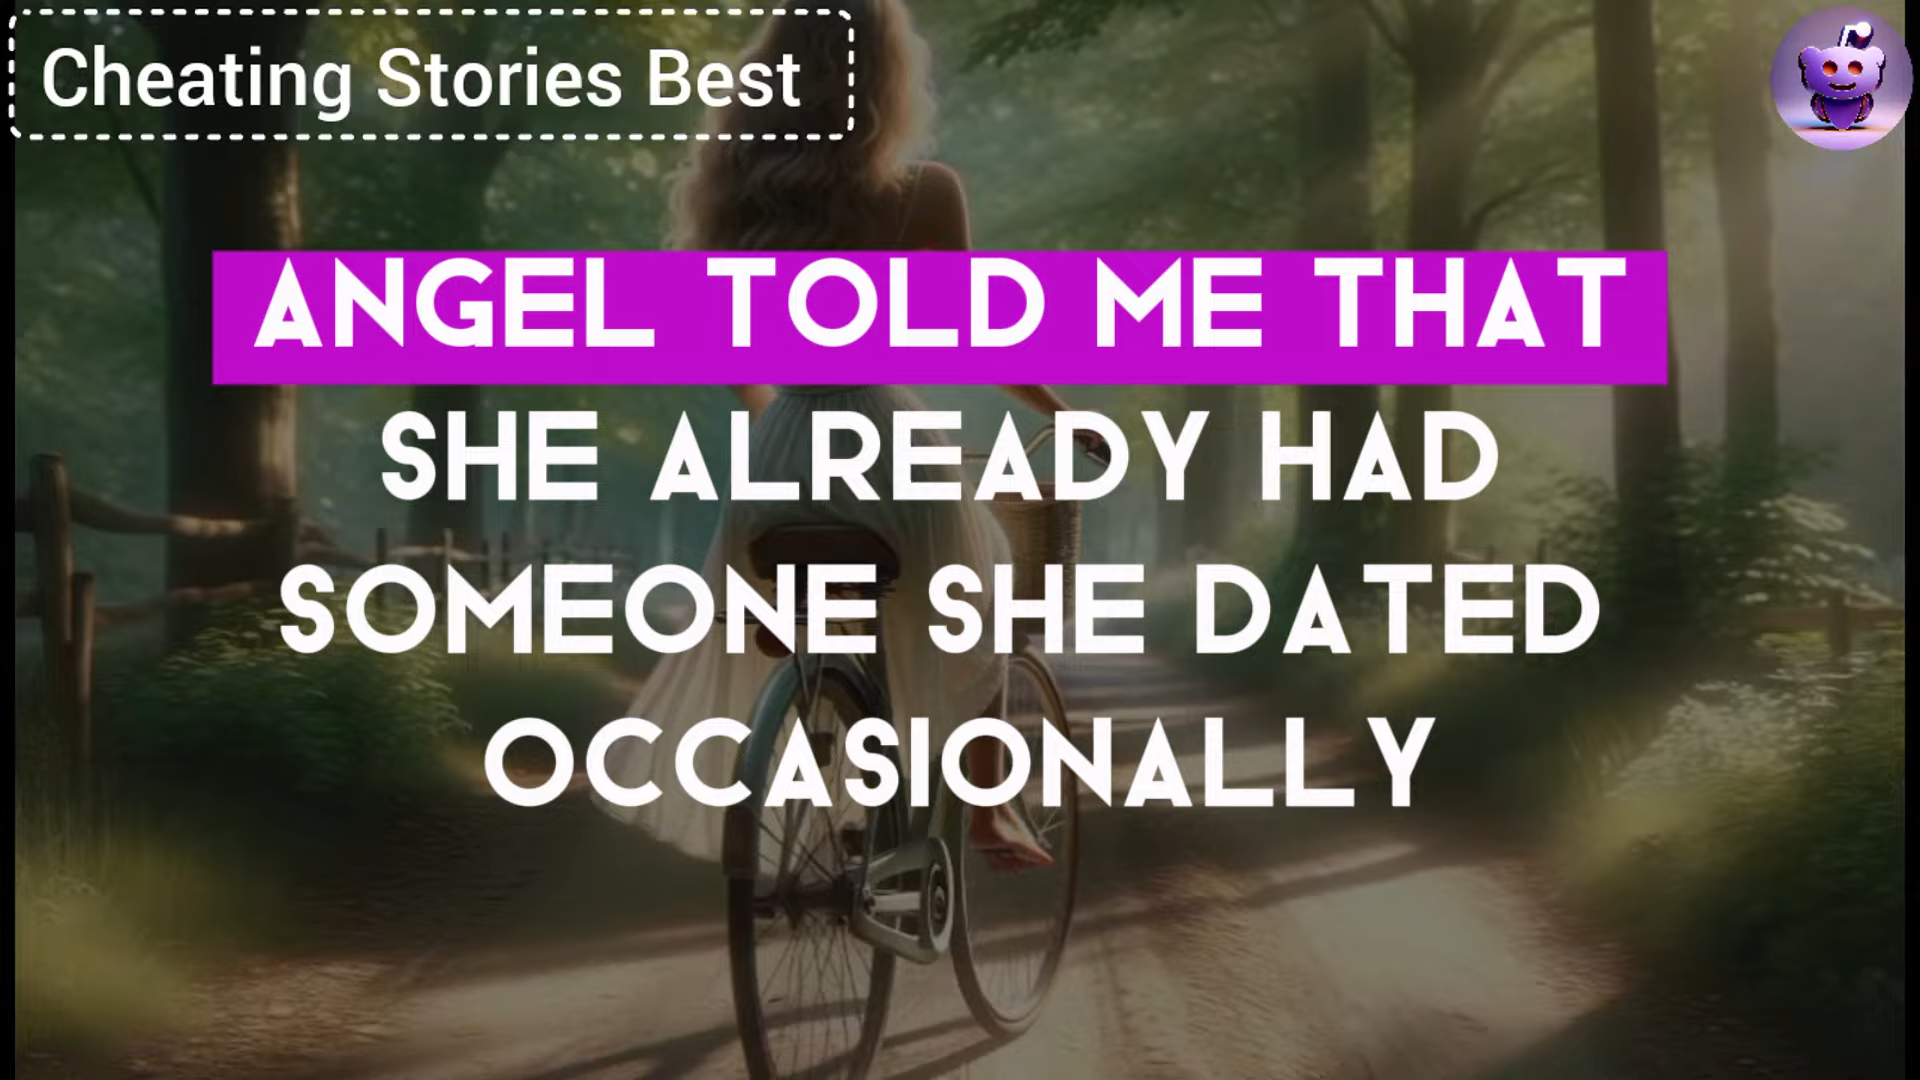 Cheating Stories Best
ANGEL TOLD ME THAT
SHE ALREADY HAD
SOMEONE SHE DATED
OCCASIONALLY